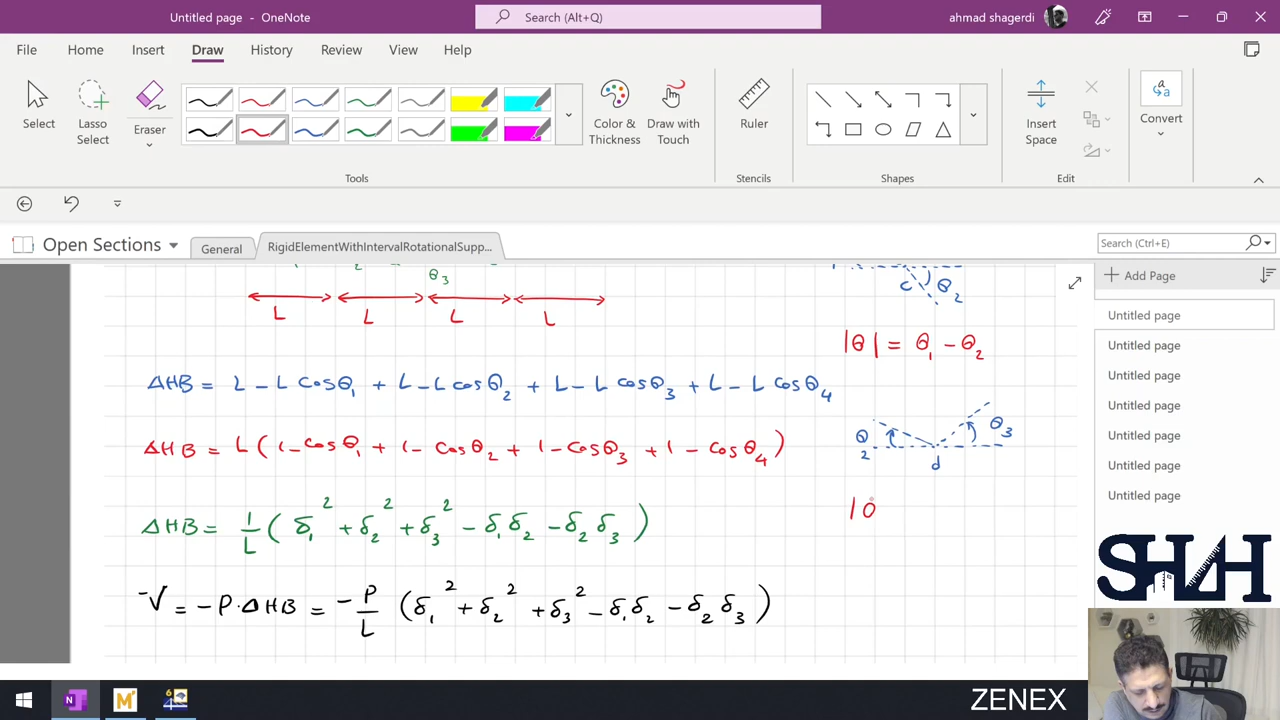 Untitled page - OneNote
Search (Alt+Q)
ahmad shagerdi
File Home Insert Draw History Review View Help
Select
Lasso Select
Eraser
Color & Thickness
Draw with Touch
Ruler
Insert Space
Convert
Tools
Stencils
Shapes
Edit
Open Sections
General
RigidElementWithIntervalRotationalSupp...
Search (Ctrl+E)
Add Page
Untitled page
Untitled page
Untitled page
Untitled page
Untitled page
Untitled page
Untitled page
θ3
L L L L
c θ2
|θ| = θ1 - θ2
ΔHB = L - L cosθ1 + L - L cosθ2 + L - L cosθ3 + L - L cosθ4
θ2 d θ3
ΔHB = L(1 - cosθ1 + 1 - cosθ2 + 1 - cosθ3 + 1 - cosθ4)
|θ
ΔHB = 1/L (δ1² + δ2² + δ3² - δ1δ2 - δ2δ3)
-V = -P·ΔHB = -P/L (δ1² + δ2² + δ3² - δ1δ2 - δ2δ3)
SHZH
ZENEX